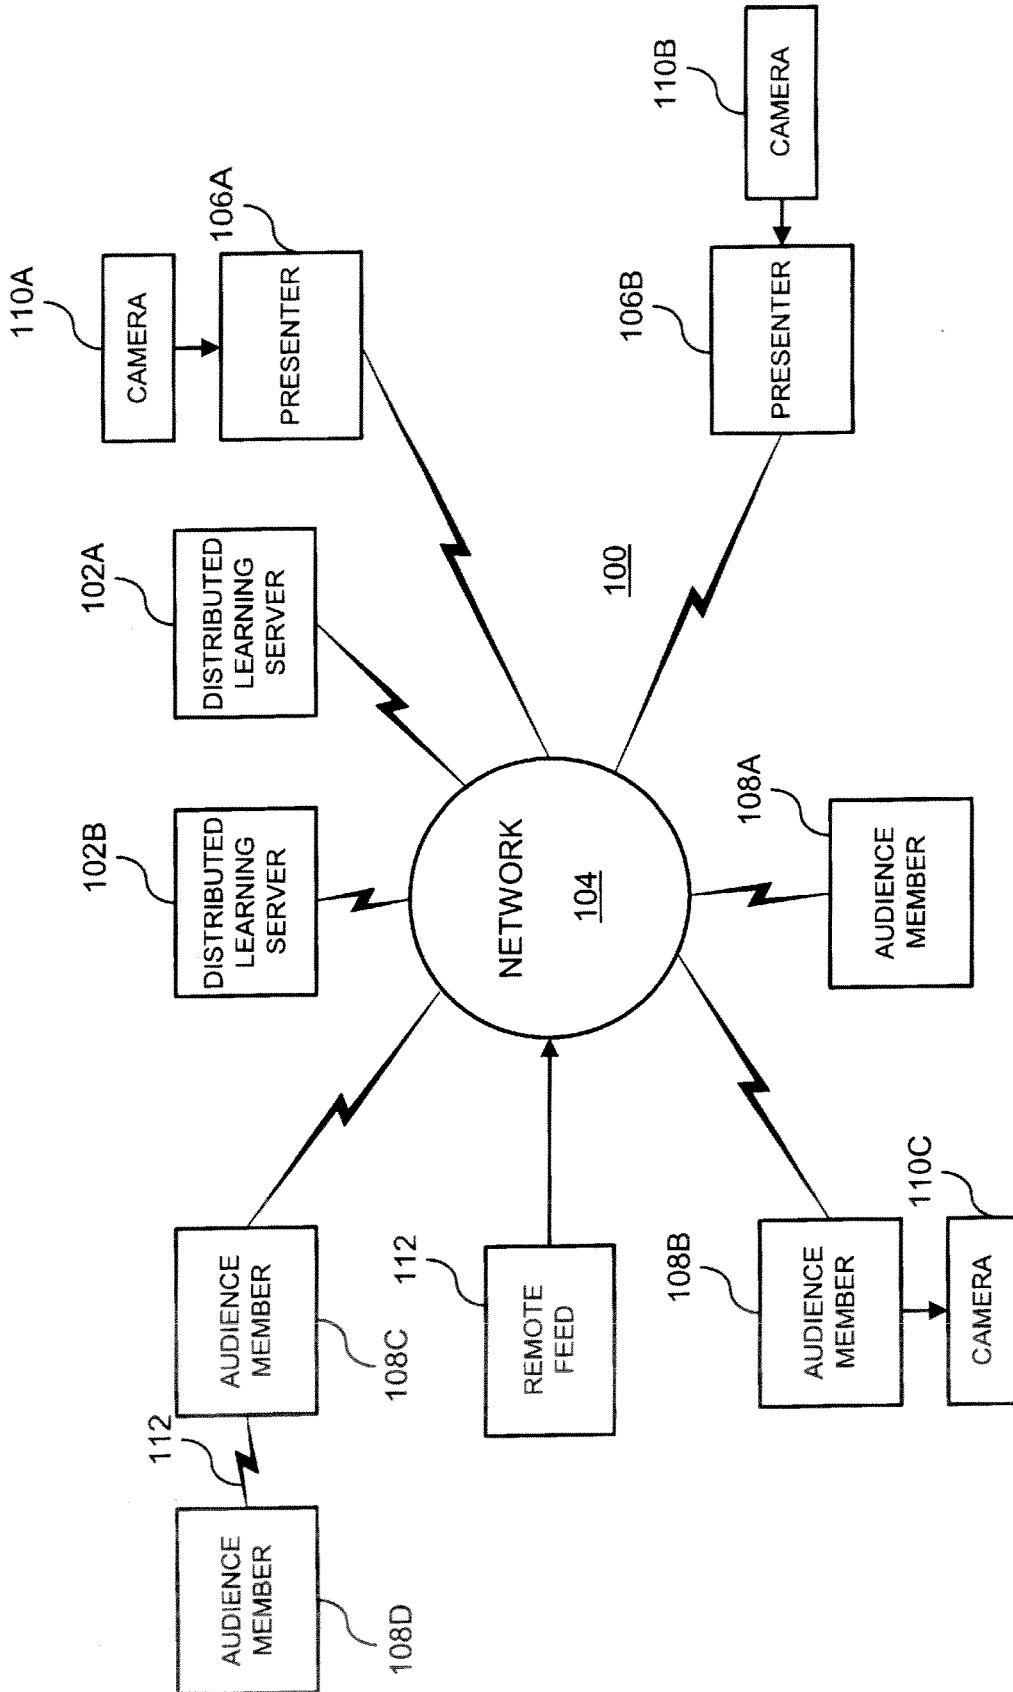 110A
CAMERA
112
102B
102A
106A
AUDIENCE
MEMBER
108D
AUDIENCE
MEMBER
108C
DISTRIBUTED
LEARNING
SERVER
DISTRIBUTED
LEARNING
SERVER
PRESENTER
112
REMOTE
FEED
NETWORK
104
100
108B
106B
110B
AUDIENCE
MEMBER
108A
AUDIENCE
MEMBER
PRESENTER
CAMERA
110C
CAMERA